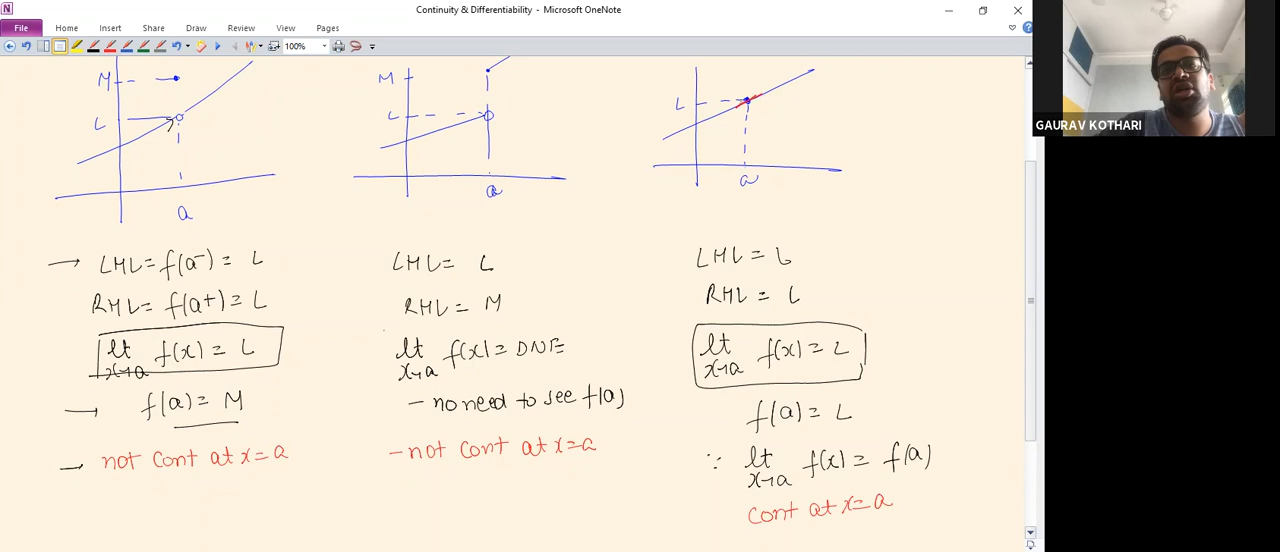 Continuity & Differentiability - Microsoft OneNote
File Home Insert Share Draw Review View Pages
100%
GAURAV KOTHARI
M
L
a
LHL = f(a-) = L
RHL = f(a+) = L
lt f(x) = L
x→a
f(a) = M
not cont at x=a
M
L
a
LHL = L
RHL = M
lt f(x) = DNE
x→a
- no need to see f(a)
- not cont at x=a
L
a
LHL = L
RHL = L
lt f(x) = L
x→a
f(a) = L
∵ lt f(x) = f(a)
x→a
cont at x=a